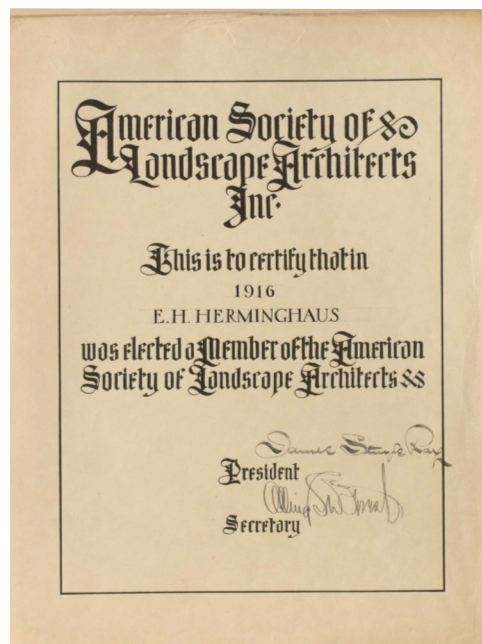 American Society of
Landscape Architects
Inc.
This is to certify that in
1916
E. H. HERMINGHAUS
was elected a Member of the American
Society of Landscape Architects
President
Secretary